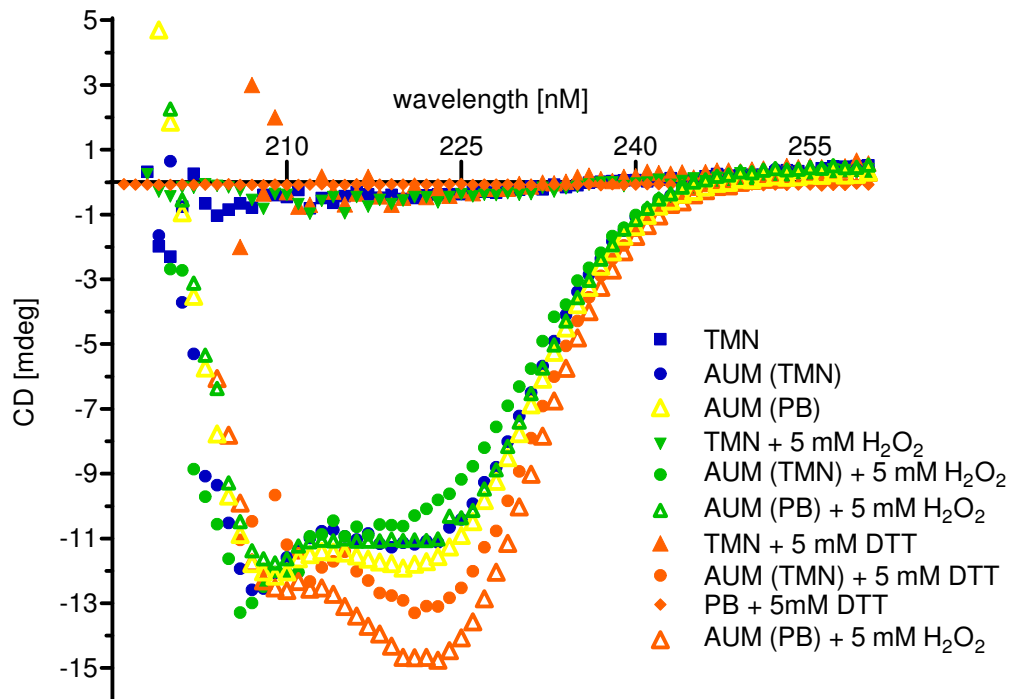 5
3
1
-1
-3
-5
-7
-9
-11
-13
-15
CD [mdeg]
wavelength [nM]
210
225
240
255
TMN
AUM (TMN)
AUM (PB)
TMN + 5 mM H₂O₂
AUM (TMN) + 5 mM H₂O₂
AUM (PB) + 5 mM H₂O₂
TMN + 5 mM DTT
AUM (TMN) + 5 mM DTT
PB + 5mM DTT
AUM (PB) + 5 mM H₂O₂